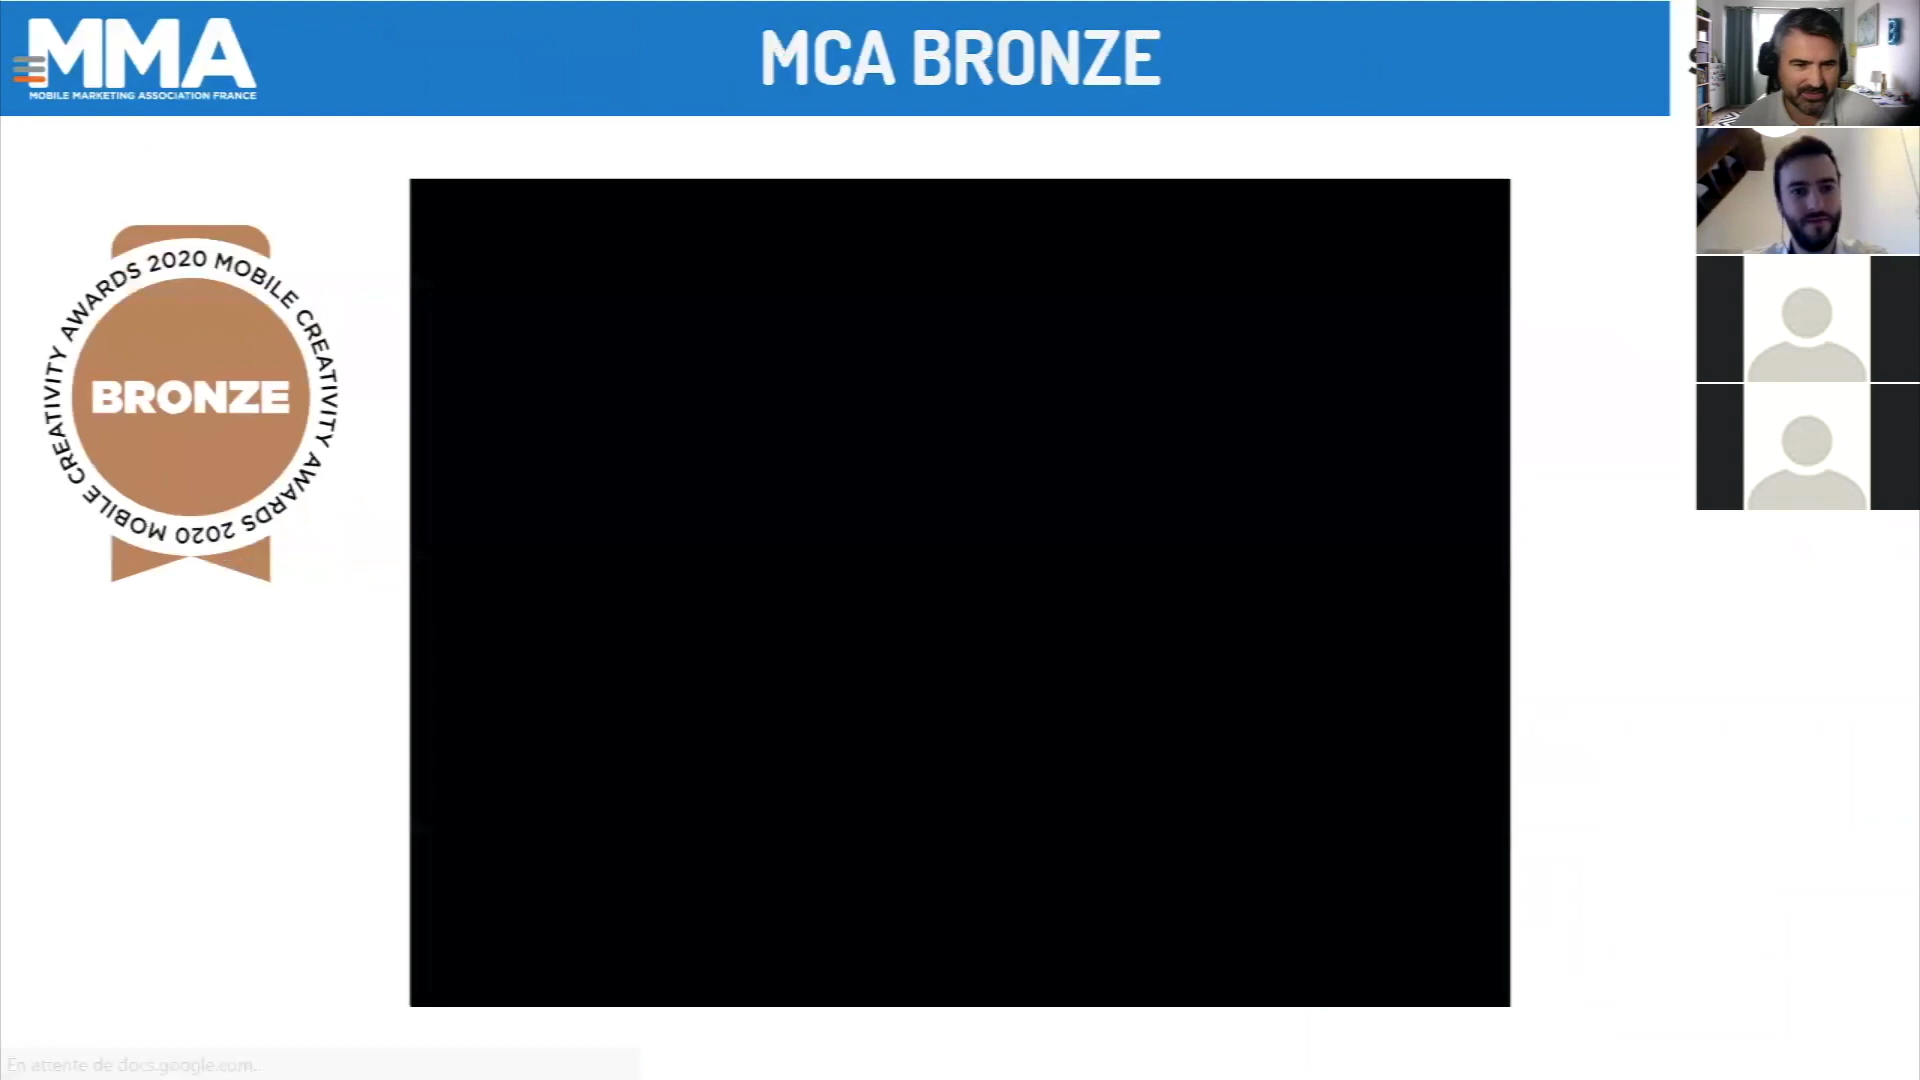 MMA
MOBILE MARKETING ASSOCIATION FRANCE
MCA BRONZE
MOBILE CREATIVITY AWARDS 2020 MOBILE CREATIVITY AWARDS 2020
BRONZE
En attente de docs.google.com...